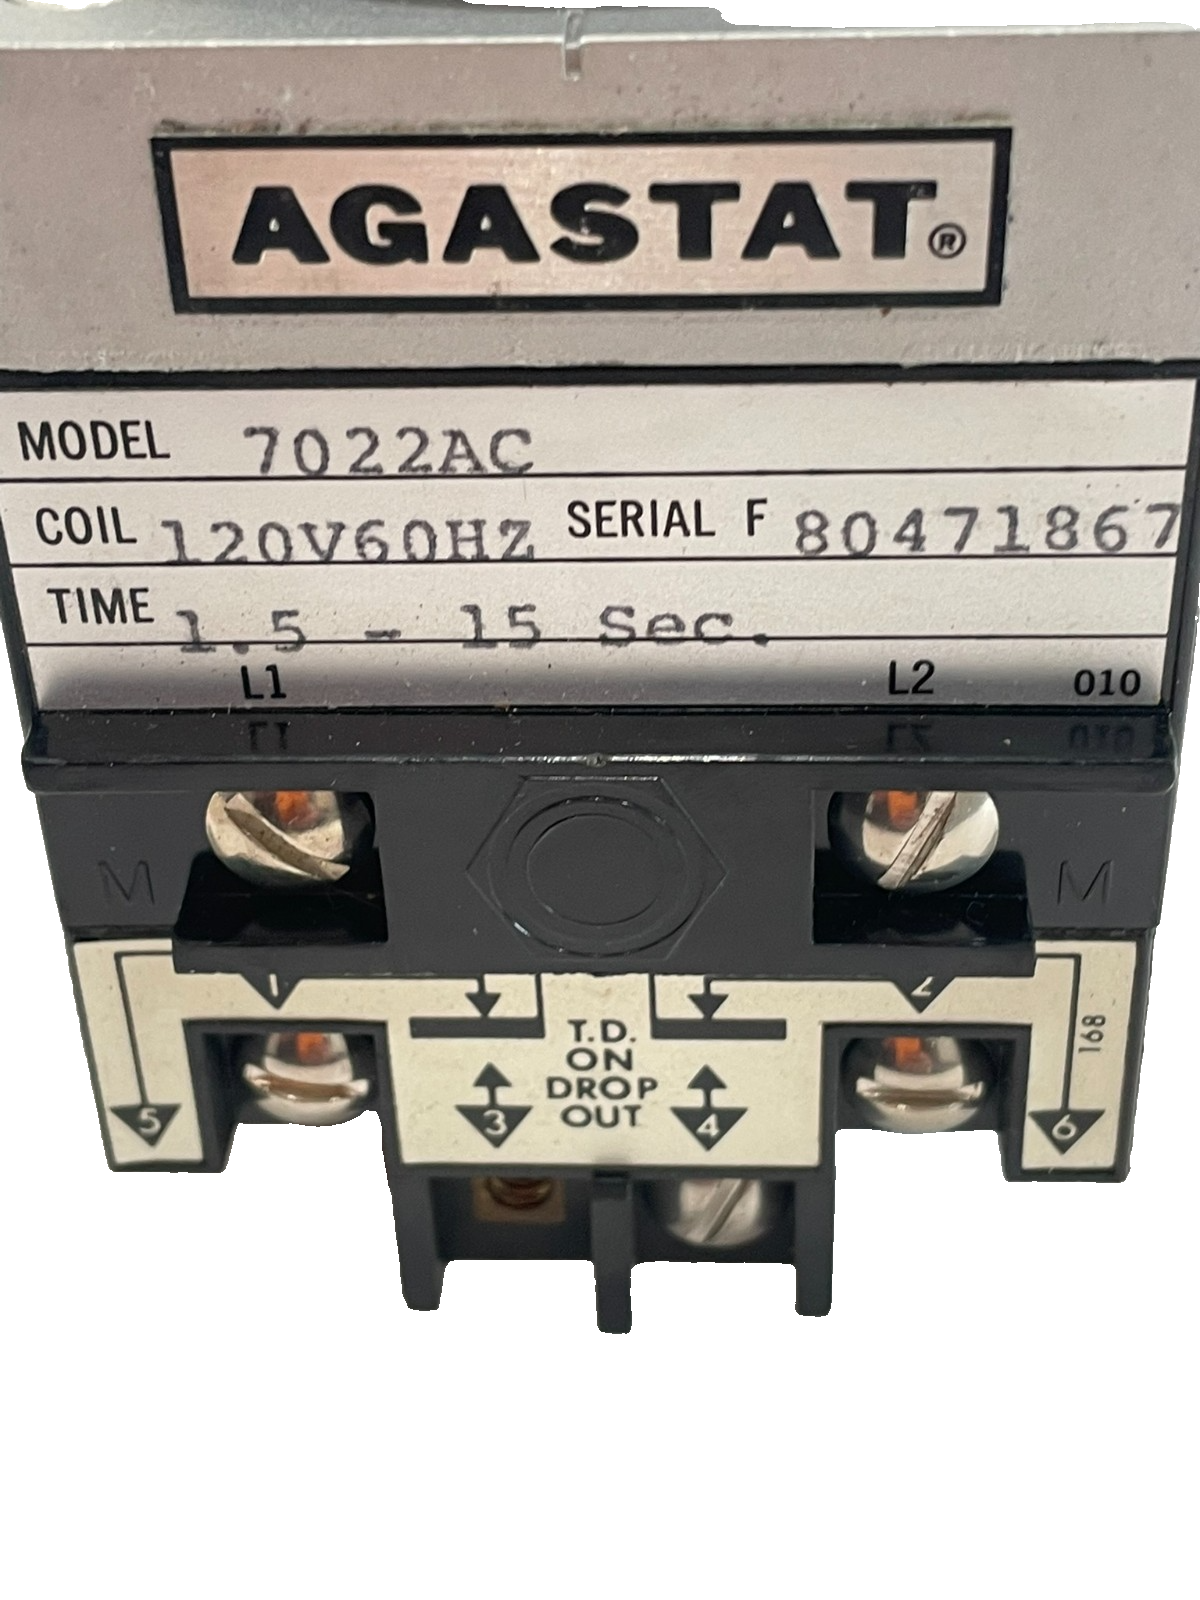 AGASTAT®
MODEL 7022AC
COIL 120V60HZ SERIAL F 80471867
TIME 1.5 - 15 Sec.
L1 L2 010
M M
1 2
T.D.
ON
DROP
OUT
168
5 3 4 6